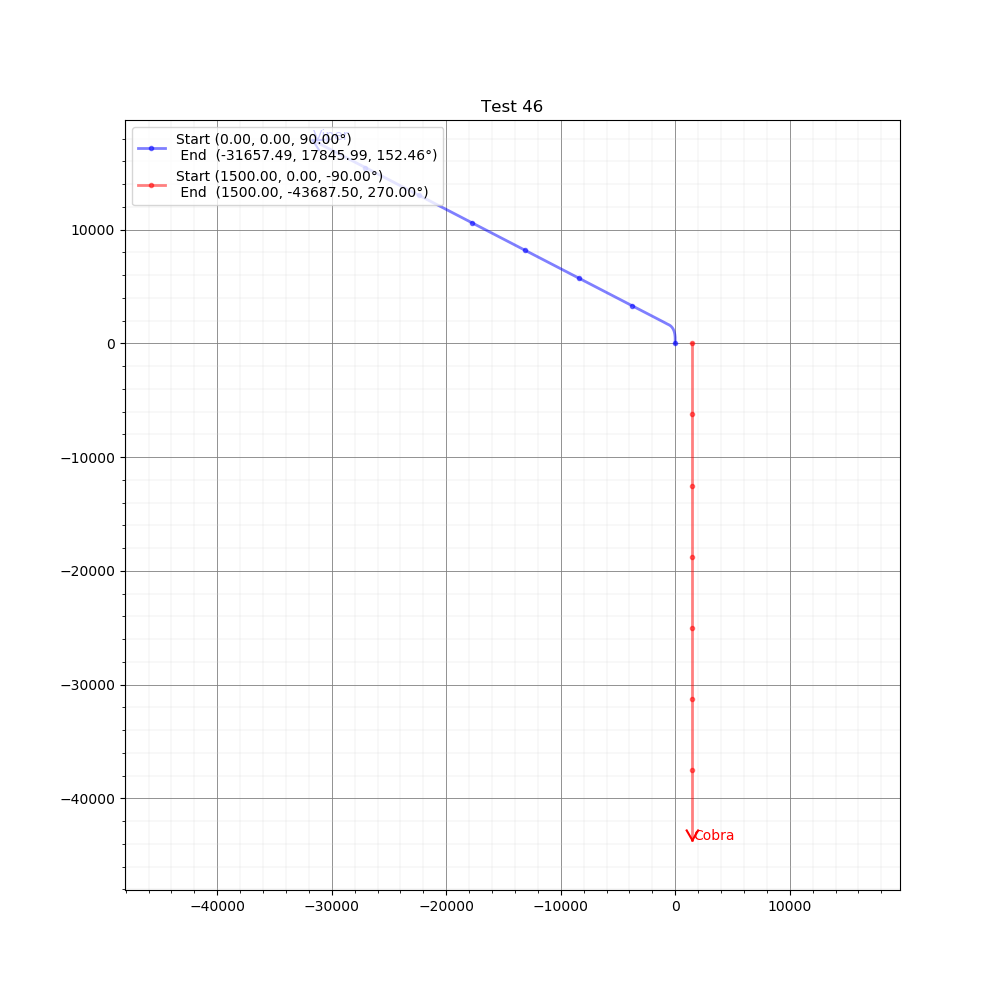 Test 46
Start (0.00, 0.00, 90.00°)
End (-31657.49, 17845.99, 152.46°)
Start (1500.00, 0.00, -90.00°)
End (1500.00, -43687.50, 270.00°)
10000
0
−10000
−20000
−30000
−40000
Cobra
−40000
−30000
−20000
−10000
0
10000